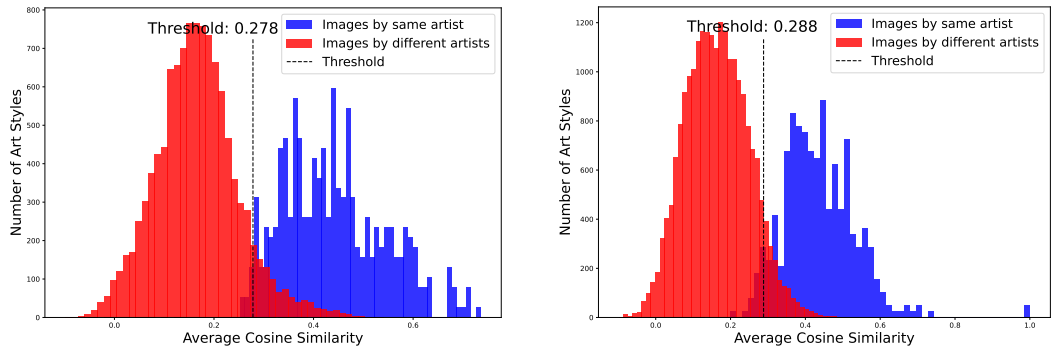 Threshold: 0.278
Images by same artist
Images by different artists
Threshold
Number of Art Styles
800
700
600
500
400
300
200
100
0
0.0 0.2 0.4 0.6
Average Cosine Similarity
Threshold: 0.288
Images by same artist
Images by different artists
Threshold
Number of Art Styles
1200
1000
800
600
400
200
0
0.0 0.2 0.4 0.6 0.8 1.0
Average Cosine Similarity